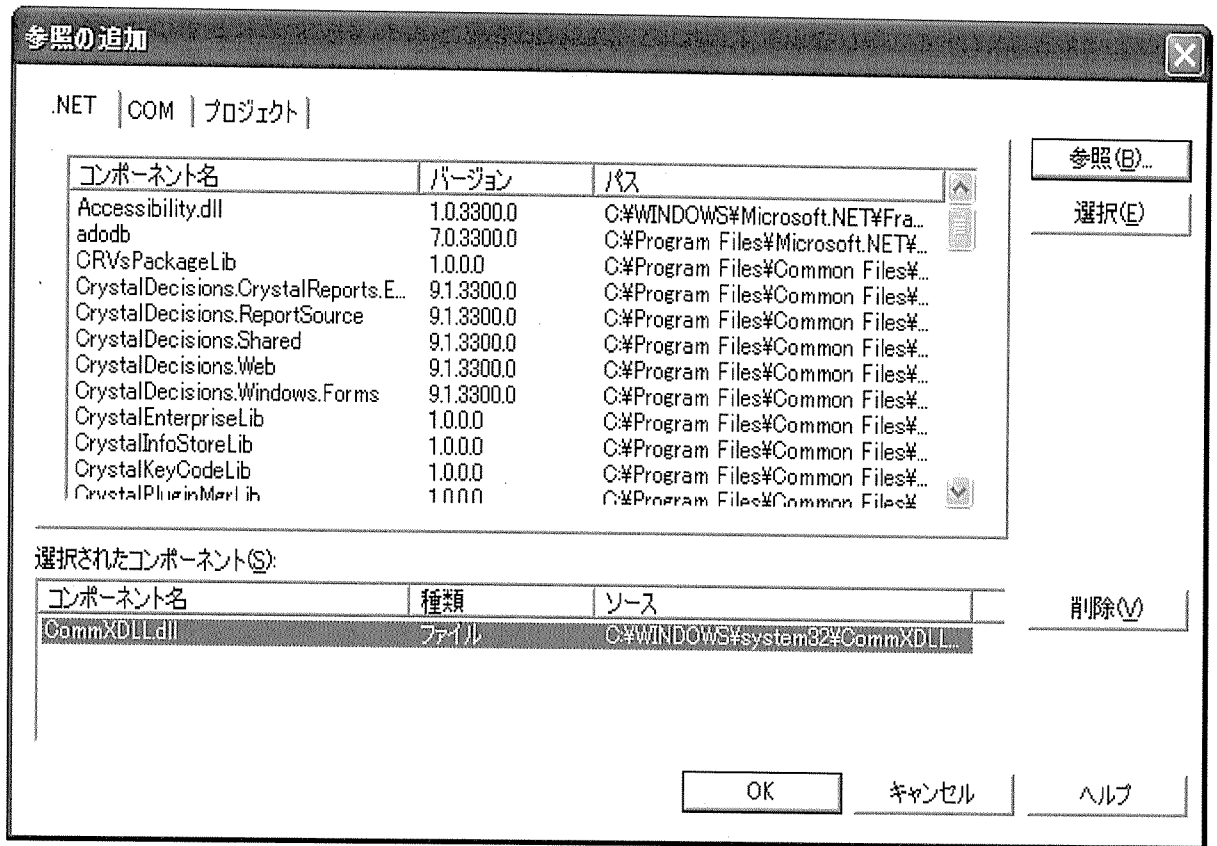 参照の追加
.NET COM プロジェクト
コンポーネント名 バージョン パス
Accessibility.dll 1.0.3300.0 C:¥WINDOWS¥Microsoft.NET¥Fra...
adodb 7.0.3300.0 C:¥Program Files¥Microsoft.NET¥...
CRVsPackageLib 1.0.0.0 C:¥Program Files¥Common Files¥...
CrystalDecisions.CrystalReports.E... 9.1.3300.0 C:¥Program Files¥Common Files¥...
CrystalDecisions.ReportSource 9.1.3300.0 C:¥Program Files¥Common Files¥...
CrystalDecisions.Shared 9.1.3300.0 C:¥Program Files¥Common Files¥...
CrystalDecisions.Web 9.1.3300.0 C:¥Program Files¥Common Files¥...
CrystalDecisions.Windows.Forms 9.1.3300.0 C:¥Program Files¥Common Files¥...
CrystalEnterpriseLib 1.0.0.0 C:¥Program Files¥Common Files¥...
CrystalInfoStoreLib 1.0.0.0 C:¥Program Files¥Common Files¥...
CrystalKeyCodeLib 1.0.0.0 C:¥Program Files¥Common Files¥...
CrystalPluginMgrLib 1.0.0.0 C:¥Program Files¥Common Files¥
参照(B)...
選択(E)
選択されたコンポーネント(S):
コンポーネント名 種類 ソース
CommXDLL.dll ファイル C:¥WINDOWS¥system32¥CommXDLL...
削除(V)
OK キャンセル ヘルプ